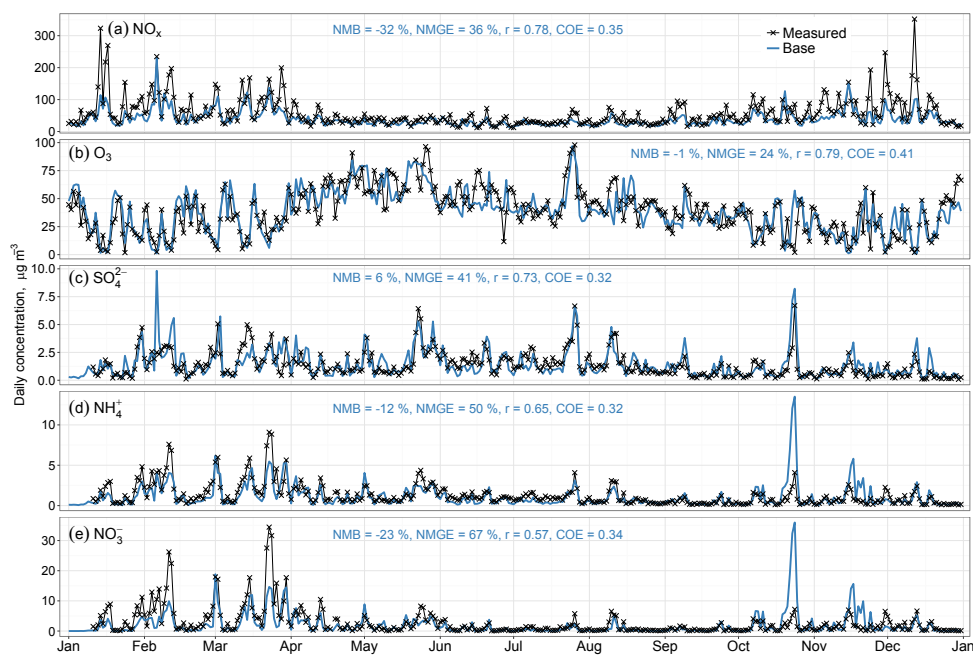 (a) NOₓ
NMB = -32 %, NMGE = 36 %, r = 0.78, COE = 0.35
Measured
Base
300
200
100
0
(b) O₃
NMB = -1 %, NMGE = 24 %, r = 0.79, COE = 0.41
100
75
50
25
0
(c) SO₄²⁻
NMB = 6 %, NMGE = 41 %, r = 0.73, COE = 0.32
10.0
7.5
5.0
2.5
0.0
Daily concentration, μg m⁻³
(d) NH₄⁺
NMB = -12 %, NMGE = 50 %, r = 0.65, COE = 0.32
10
5
0
(e) NO₃⁻
NMB = -23 %, NMGE = 67 %, r = 0.57, COE = 0.34
30
20
10
0
Jan Feb Mar Apr May Jun Jul Aug Sep Oct Nov Dec Jan